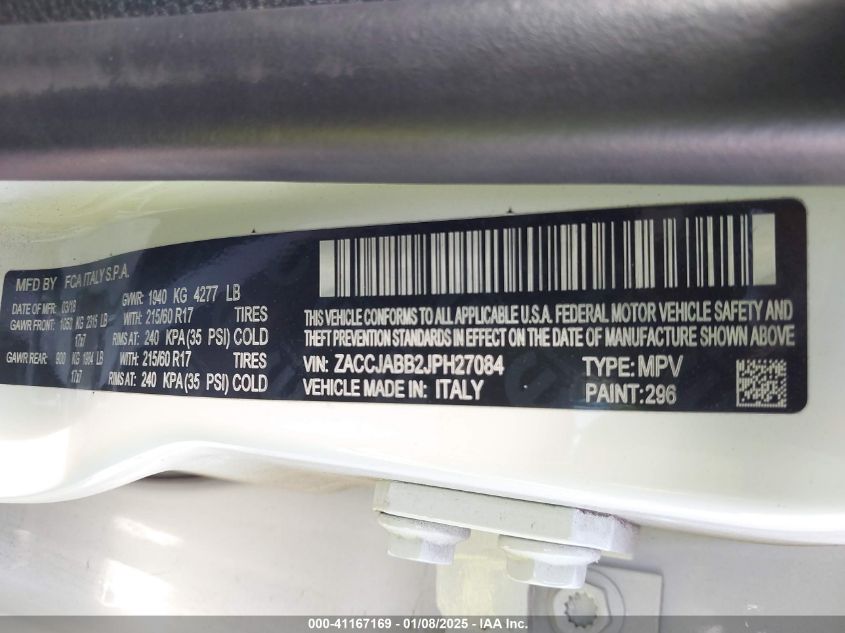 MFD BY FCA ITALY S.P.A.
DATE OF MFR: 03/18 GVWR: 1940 KG 4277 LB
GAWR FRONT: 1050 KG 2315 LB WITH: 215/60 R17 TIRES
17x7 RIMS AT: 240 KPA (35 PSI) COLD
GAWR REAR: 900 KG 1984 LB WITH: 215/60 R17 TIRES
17x7 RIMS AT: 240 KPA (35 PSI) COLD
THIS VEHICLE CONFORMS TO ALL APPLICABLE U.S.A. FEDERAL MOTOR VEHICLE SAFETY AND
THEFT PREVENTION STANDARDS IN EFFECT ON THE DATE OF MANUFACTURE SHOWN ABOVE
VIN: ZACCJABB2JPH27084 TYPE: MPV
VEHICLE MADE IN: ITALY PAINT:296
000-41167169 - 01/08/2025 - IAA Inc.